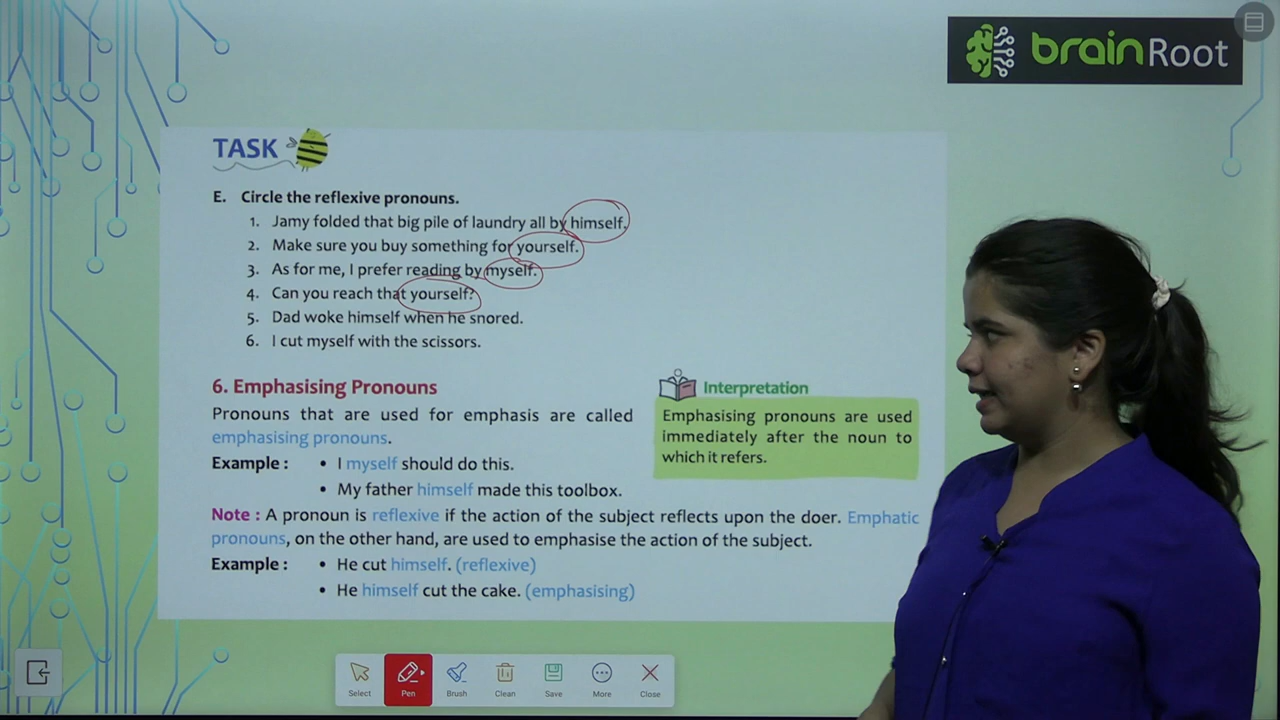 brainRoot
TASK
E. Circle the reflexive pronouns.
1. Jamy folded that big pile of laundry all by himself.
2. Make sure you buy something for yourself.
3. As for me, I prefer reading by myself.
4. Can you reach that yourself?
5. Dad woke himself when he snored.
6. I cut myself with the scissors.
6. Emphasising Pronouns
Pronouns that are used for emphasis are called
emphasising pronouns.
Interpretation
Emphasising pronouns are used
immediately after the noun to
which it refers.
Example : • I myself should do this.
• My father himself made this toolbox.
Note : A pronoun is reflexive if the action of the subject reflects upon the doer. Emphatic
pronouns, on the other hand, are used to emphasise the action of the subject.
Example : • He cut himself. (reflexive)
• He himself cut the cake. (emphasising)
Select Pen Brush Clean Save More Close